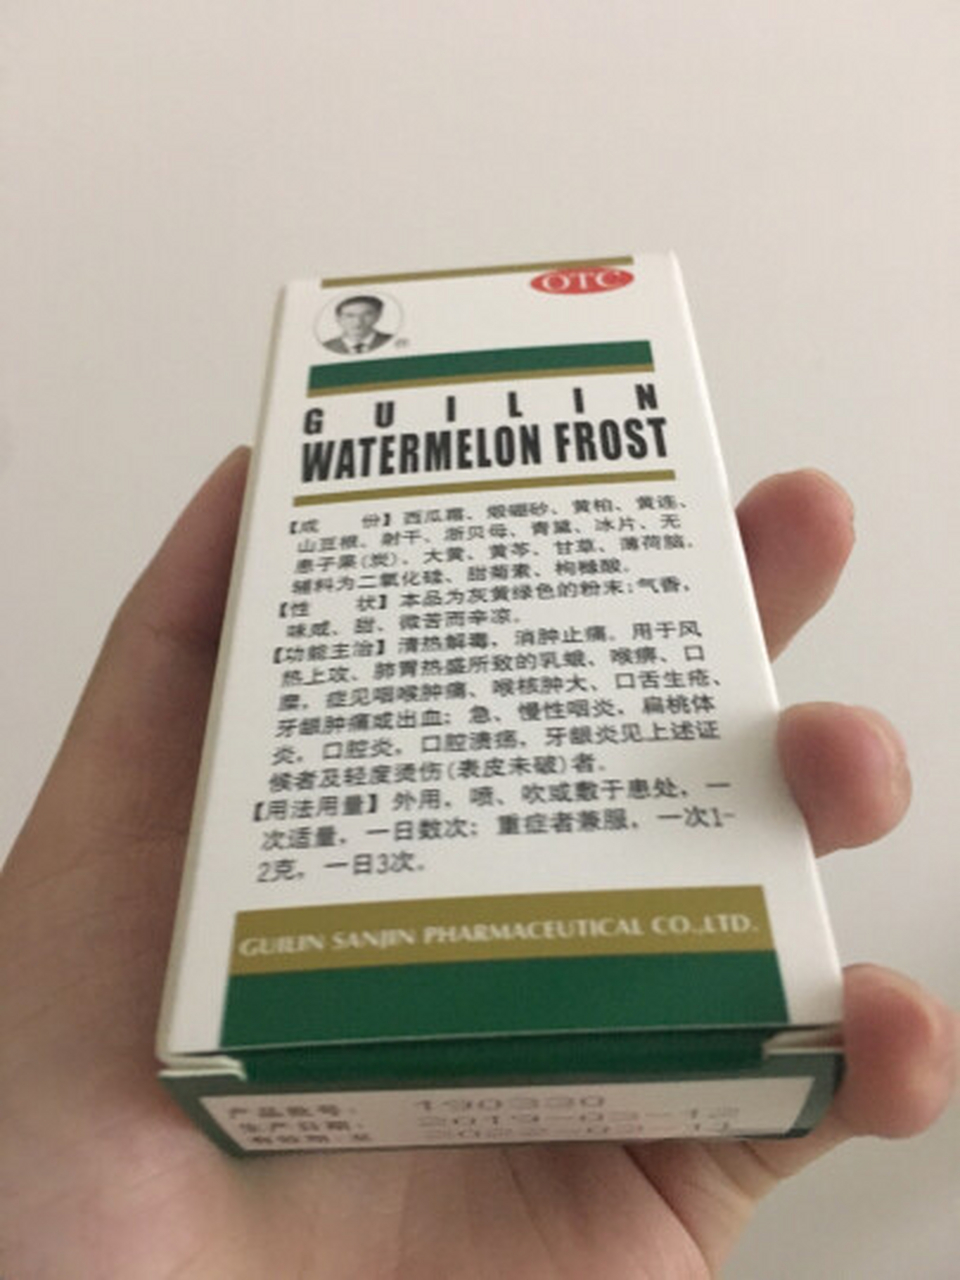 OTC
GUILIN
WATERMELON FROST
【成 份】西瓜霜、煅硼砂、黄柏、黄连、
山豆根、射干、浙贝母、青黛、冰片、无
患子果(炭)、大黄、黄芩、甘草、薄荷脑。
辅料为二氧化硅、甜菊素、枸橼酸。
【性 状】本品为灰黄绿色的粉末；气香，
味咸、甜、微苦而辛凉。
【功能主治】清热解毒，消肿止痛。用于风
热上攻、肺胃热盛所致的乳蛾、喉痹、口
糜，症见咽喉肿痛、喉核肿大、口舌生疮、
牙龈肿痛或出血；急、慢性咽炎，扁桃体
炎，口腔炎，口腔溃疡，牙龈炎见上述证
候者及轻度烫伤(表皮未破)者。
【用法用量】外用，喷、吹或敷于患处，一
次适量，一日数次；重症者兼服，一次1-
2克，一日3次。
GUILIN SANJIN PHARMACEUTICAL CO.,LTD.
产品批号： 190330
生产日期： 2019-03-12
有效期至 2022-02-11